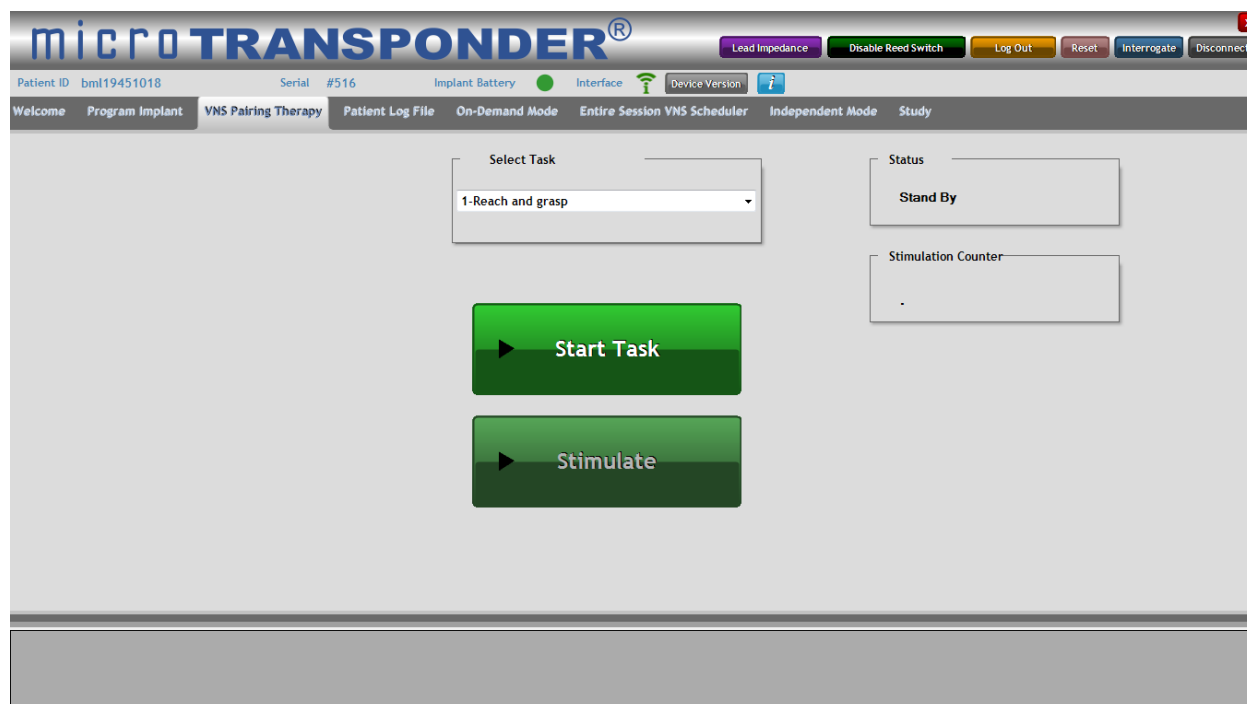 microTRANSPONDER®
Lead Impedance Disable Reed Switch Log Out Reset Interrogate Disconnect
Patient ID bml19451018 Serial #516 Implant Battery Interface Device Version i
Welcome Program Implant VNS Pairing Therapy Patient Log File On-Demand Mode Entire Session VNS Scheduler Independent Mode Study
Select Task
1-Reach and grasp
Status
Stand By
Stimulation Counter
.
Start Task
Stimulate